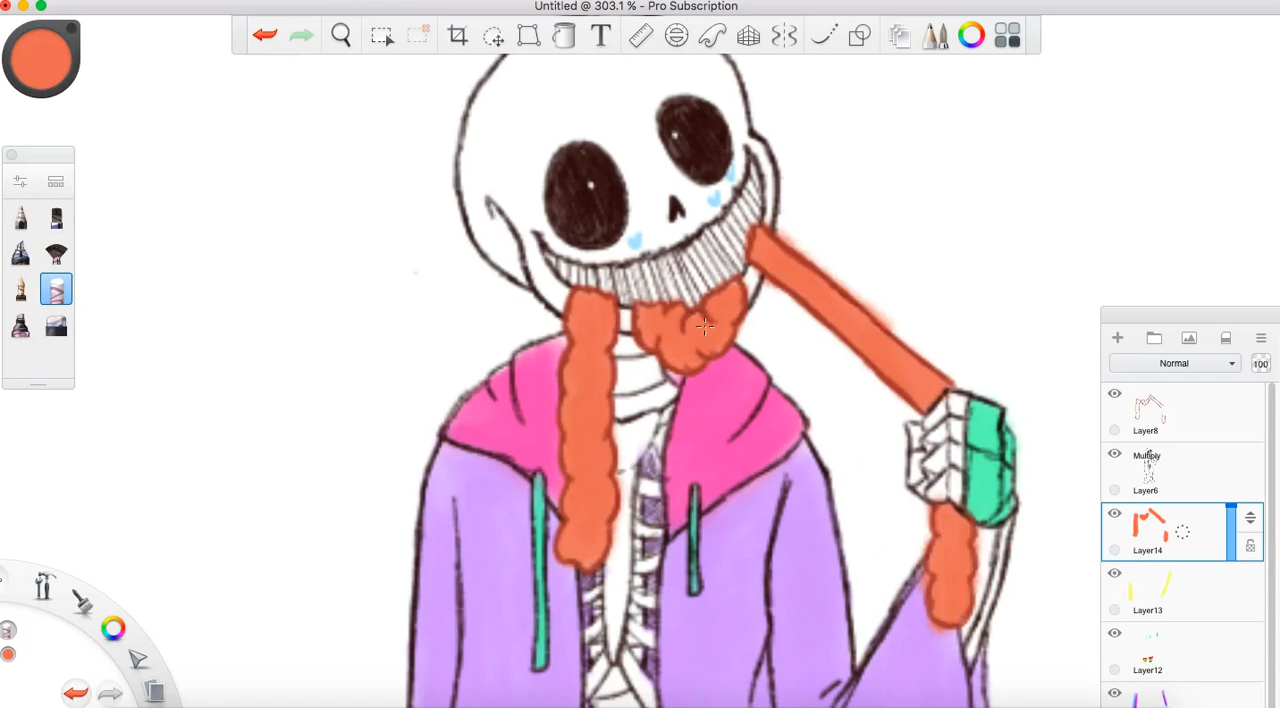 Untitled @ 303.1 % - Pro Subscription
T
Normal
100
Layer8
Multiply
Layer6
Layer14
Layer13
Layer12